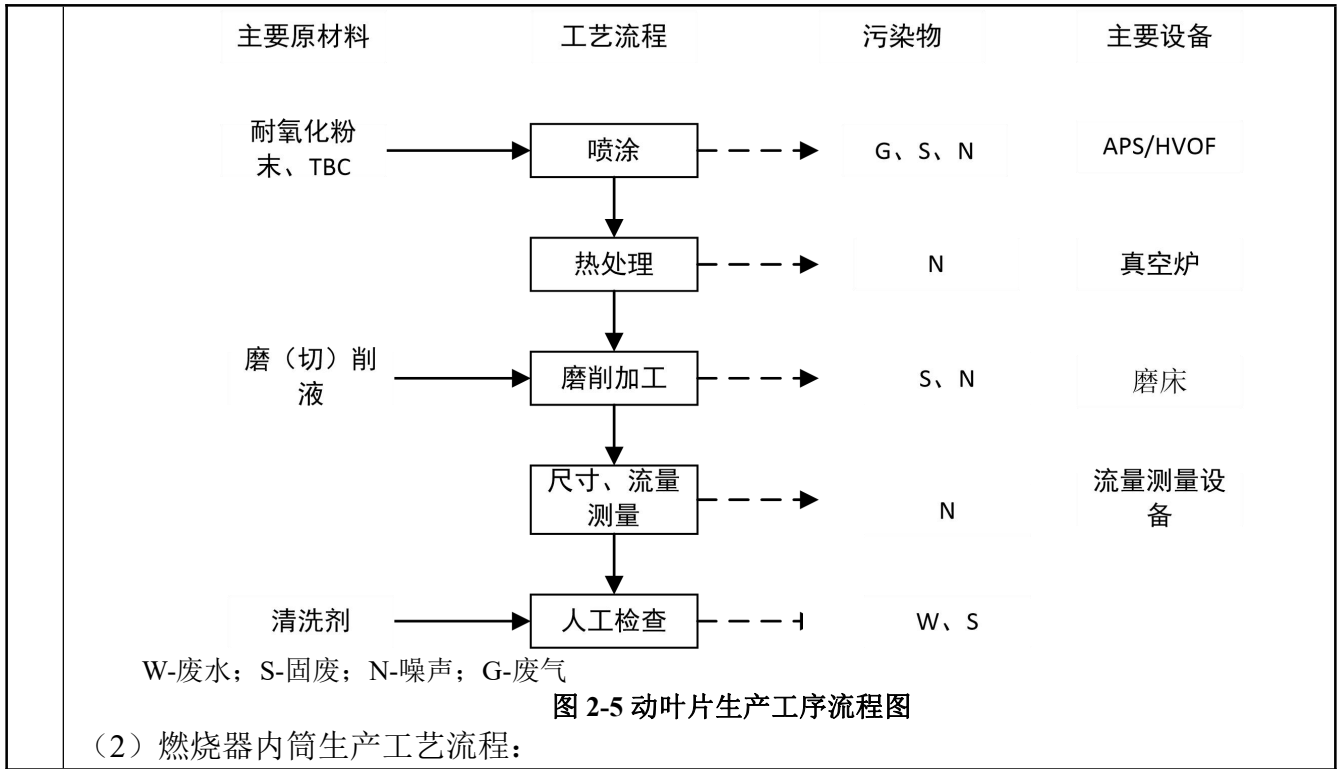 主要原材料 工艺流程 污染物 主要设备
耐氧化粉
末、TBC
喷涂
G、S、N
APS/HVOF
热处理
N
真空炉
磨（切）削
液
磨削加工
S、N
磨床
尺寸、流量
测量
N
流量测量设
备
清洗剂
人工检查
W、S
W-废水；S-固废；N-噪声；G-废气
图 2-5 动叶片生产工序流程图
（2）燃烧器内筒生产工艺流程：